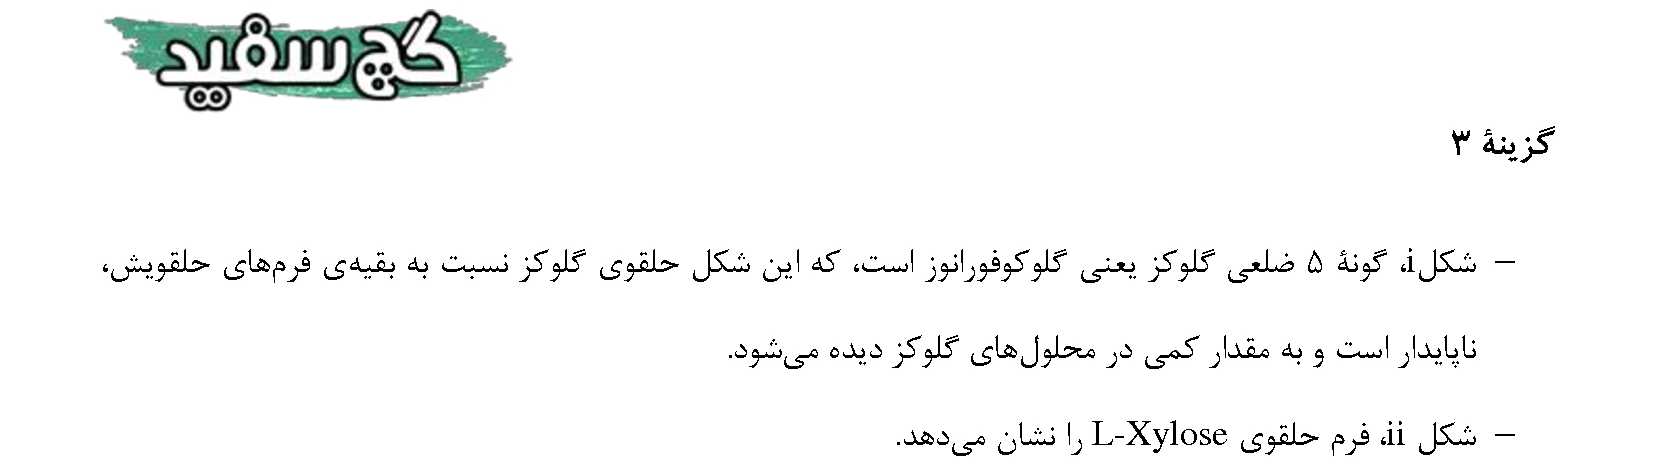 گچ سفید
گزینهٔ ۳
– شکل i، گونهٔ ۵ ضلعی گلوکز یعنی گلوکوفورانوز است، که این شکل حلقوی گلوکز نسبت به بقیه‌ی فرم‌های حلقویش،
ناپایدار است و به مقدار کمی در محلول‌های گلوکز دیده می‌شود.
– شکل ii، فرم حلقوی L-Xylose را نشان می‌دهد.